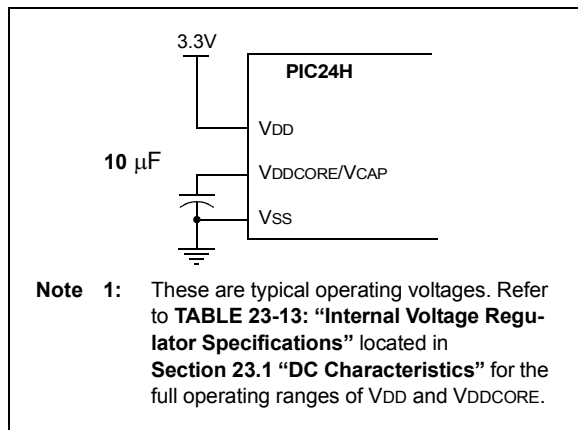 3.3V
PIC24H
VDD
10 μF
VDDCORE/VCAP
VSS
Note 1: These are typical operating voltages. Refer
to TABLE 23-13: “Internal Voltage Regu-
lator Specifications” located in
Section 23.1 “DC Characteristics” for the
full operating ranges of VDD and VDDCORE.